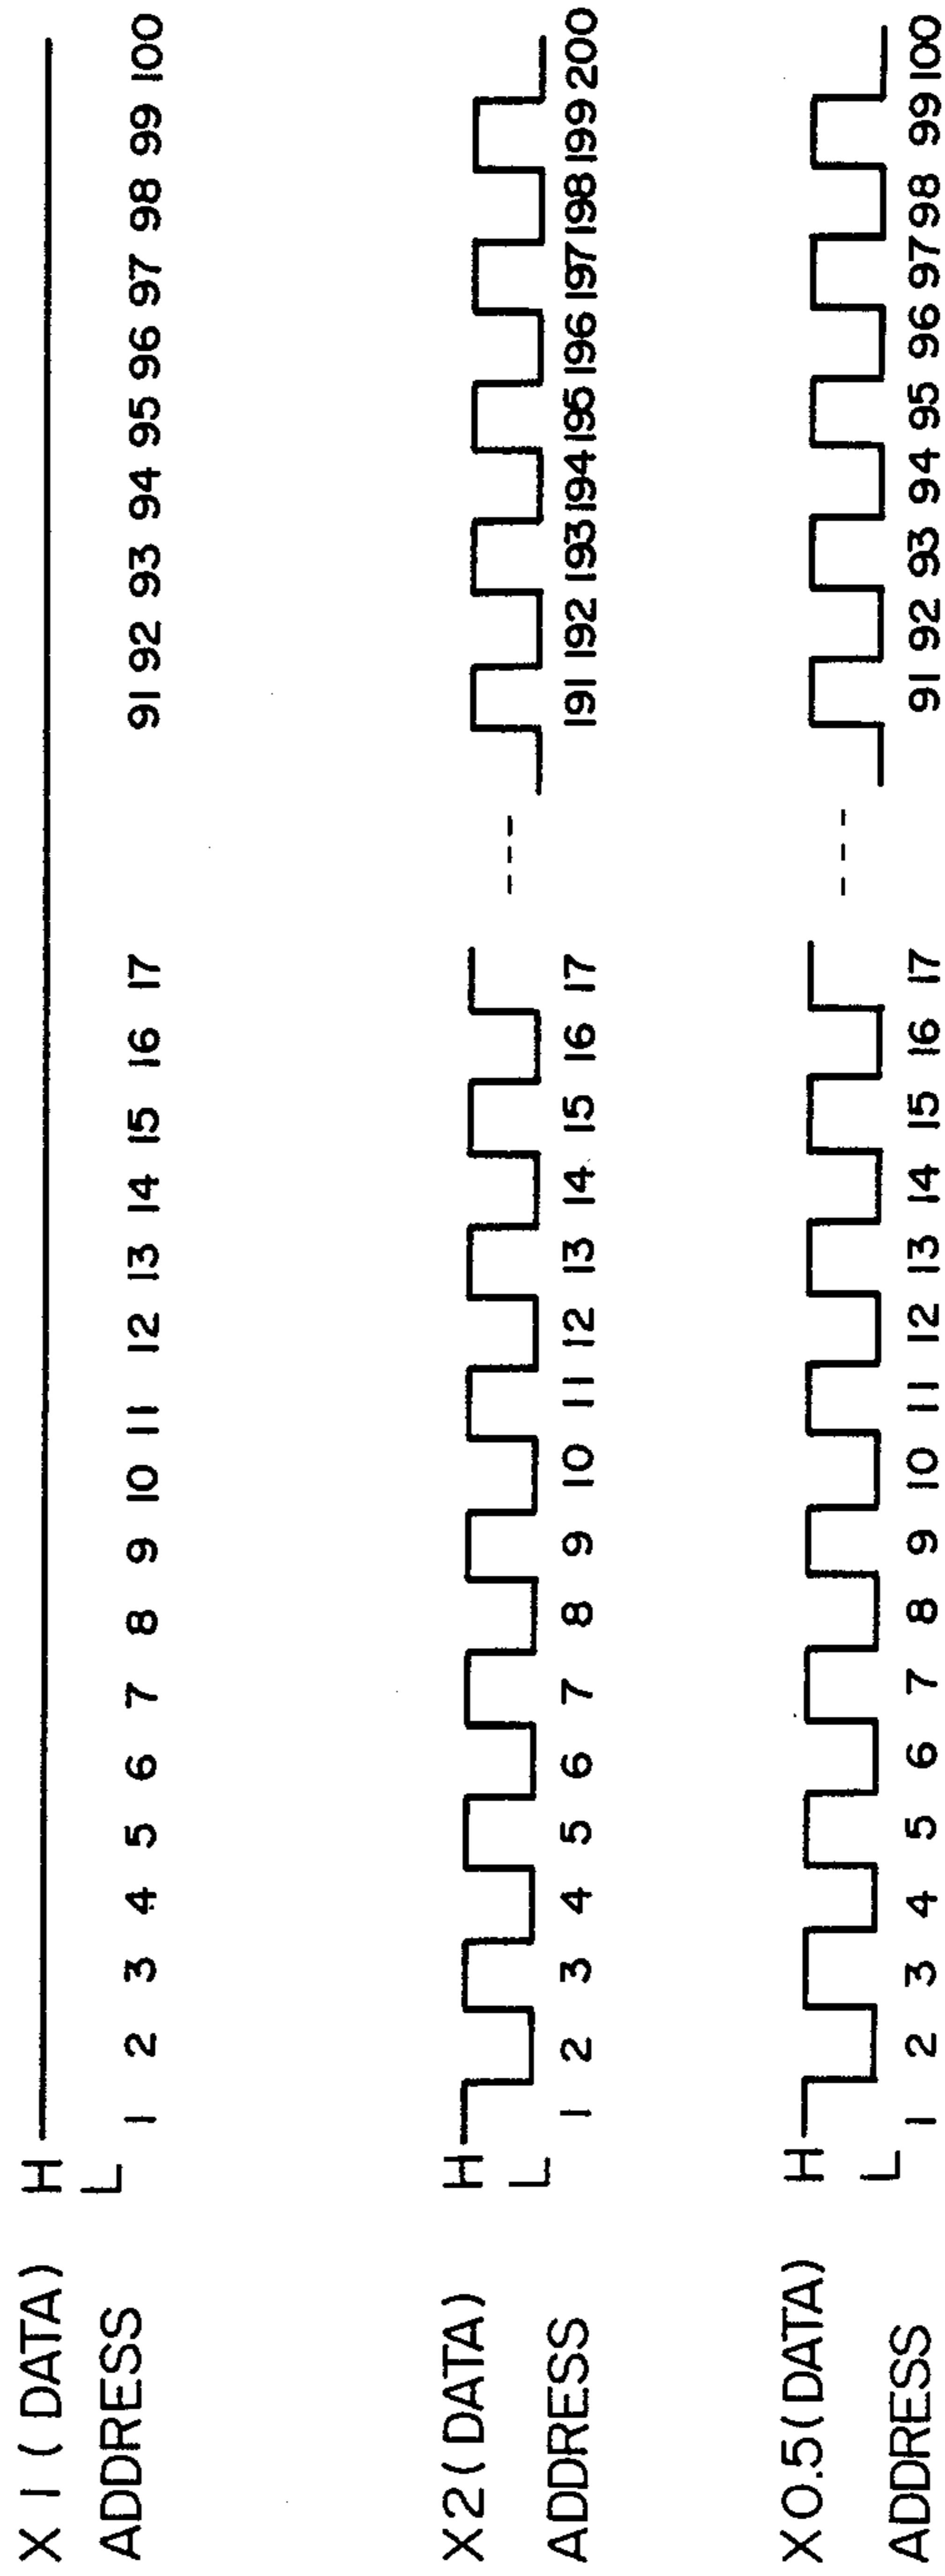 X 1 (DATA) H
L
ADDRESS 1 2 3 4 5 6 7 8 9 10 11 12 13 14 15 16 17 91 92 93 94 95 96 97 98 99 100
X2 (DATA) H
L
ADDRESS 1 2 3 4 5 6 7 8 9 10 11 12 13 14 15 16 17 191 192 193 194 195 196 197 198 199 200
X0.5 (DATA) H
L
ADDRESS 1 2 3 4 5 6 7 8 9 10 11 12 13 14 15 16 17 91 92 93 94 95 96 97 98 99 100